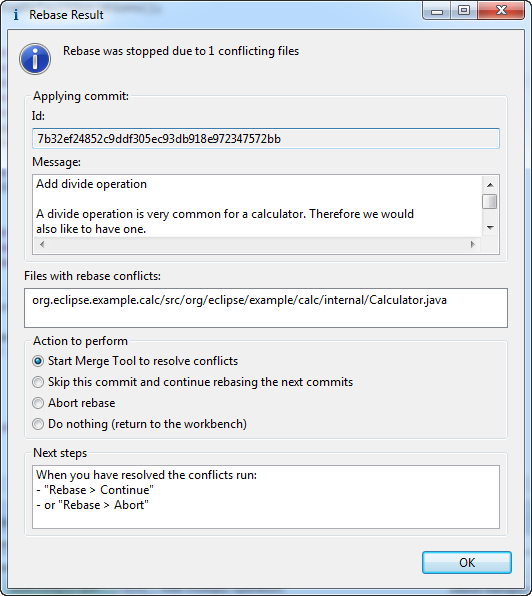 Rebase Result
Rebase was stopped due to 1 conflicting files
Applying commit:
Id:
7b32ef24852c9ddf305ec93db918e972347572bb
Message:
Add divide operation
A divide operation is very common for a calculator. Therefore we would
also like to have one.
Files with rebase conflicts:
org.eclipse.example.calc/src/org/eclipse/example/calc/internal/Calculator.java
Action to perform
Start Merge Tool to resolve conflicts
Skip this commit and continue rebasing the next commits
Abort rebase
Do nothing (return to the workbench)
Next steps
When you have resolved the conflicts run:
- "Rebase > Continue"
- or "Rebase > Abort"
OK